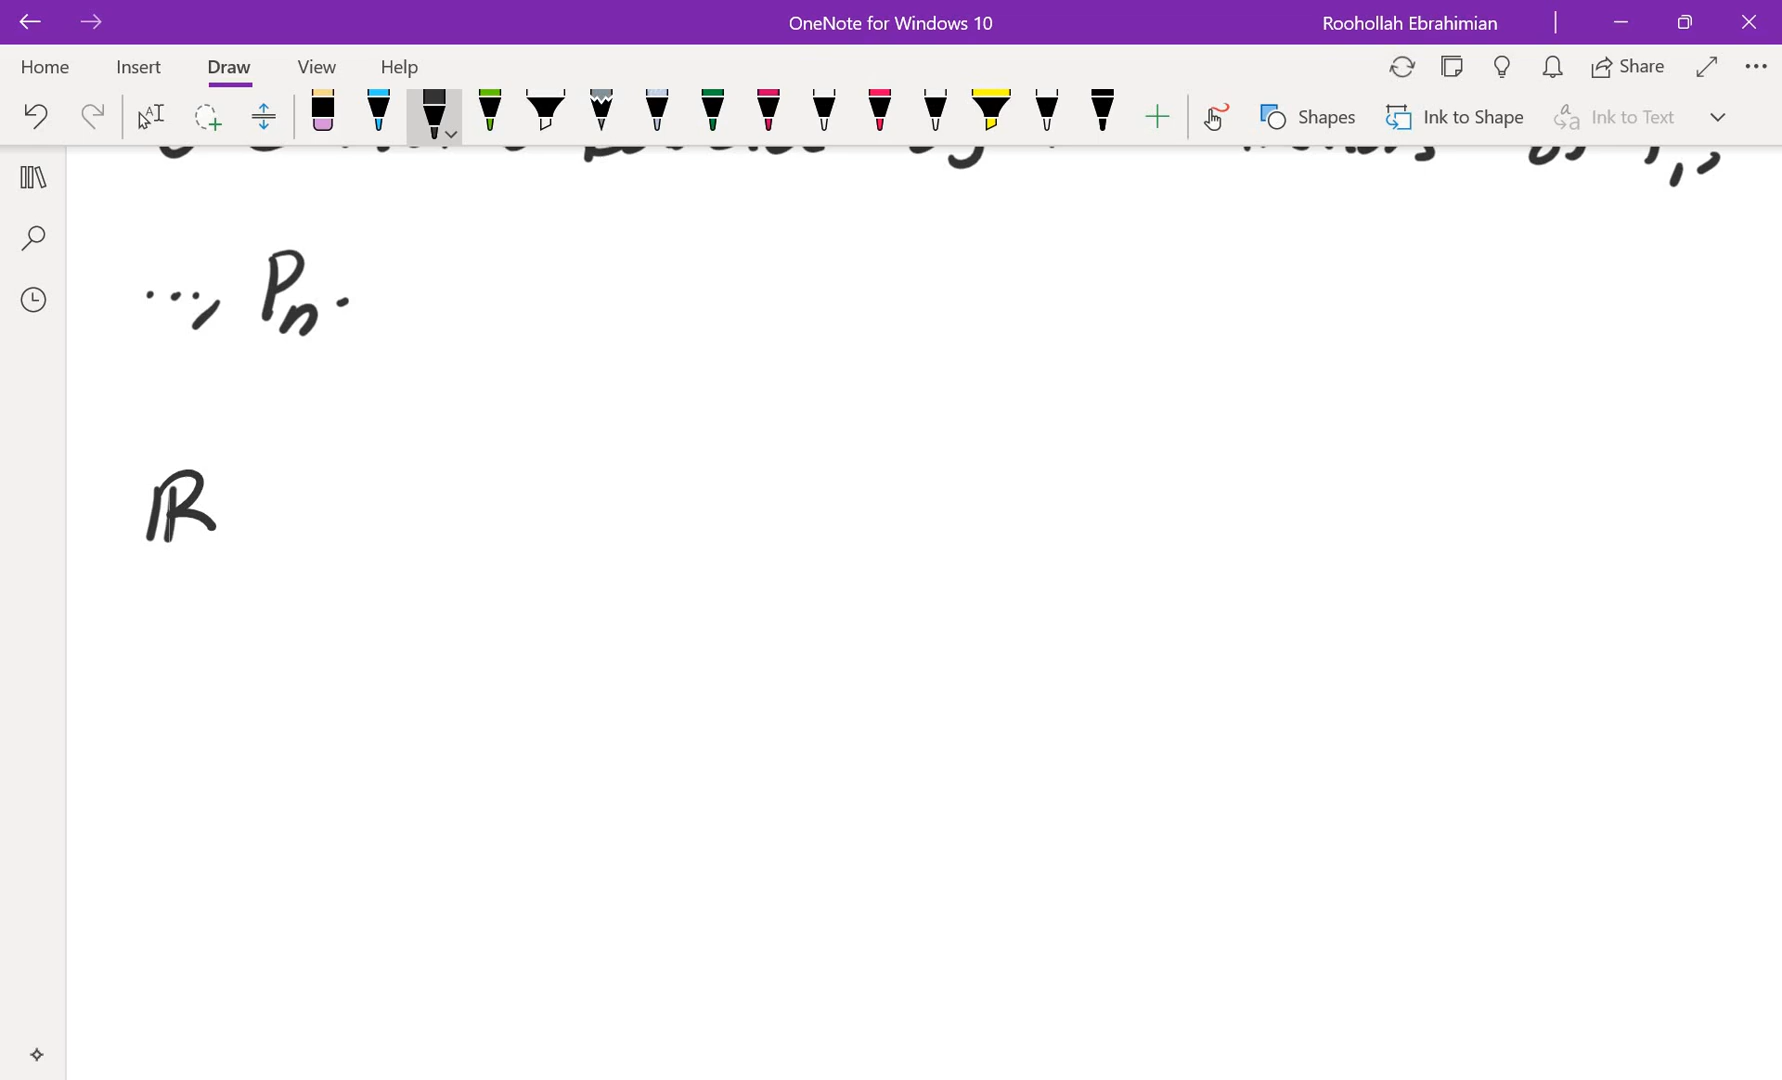 OneNote for Windows 10
Roohollah Ebrahimian
Home Insert Draw View Help
Share
Shapes Ink to Shape Ink to Text
..., Pn.
ℝ